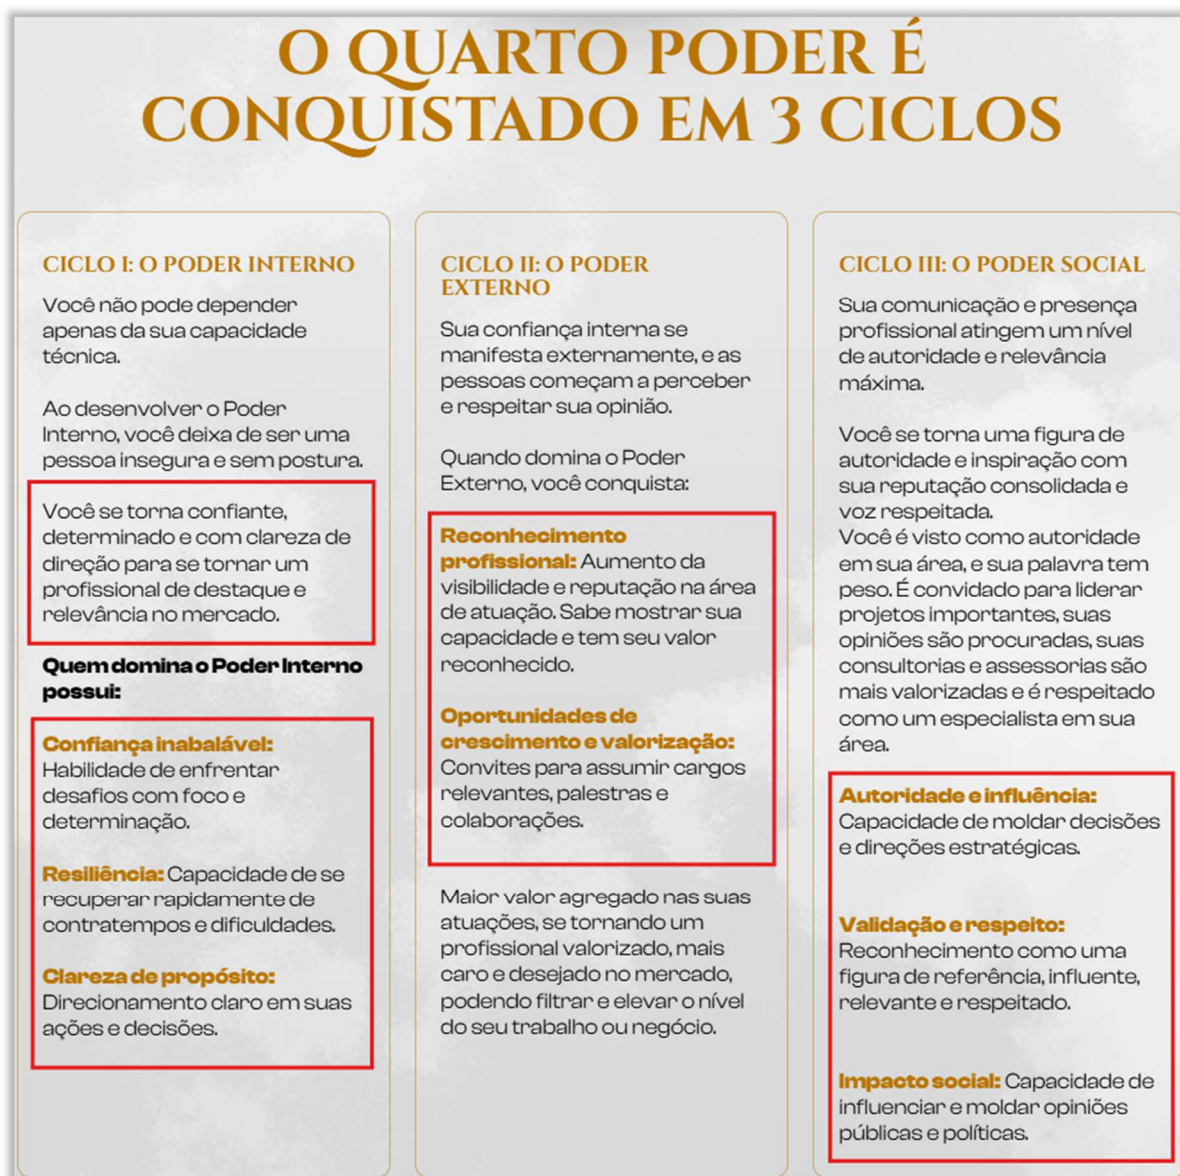 O QUARTO PODER É
CONQUISTADO EM 3 CICLOS
CICLO I: O PODER INTERNO
Você não pode depender
apenas da sua capacidade
técnica.
Ao desenvolver o Poder
Interno, você deixa de ser uma
pessoa insegura e sem postura.
Você se torna confiante,
determinado e com clareza de
direção para se tornar um
profissional de destaque e
relevância no mercado.
Quem domina o Poder Interno
possui:
Confiança inabalável:
Habilidade de enfrentar
desafios com foco e
determinação.
Resiliência: Capacidade de se
recuperar rapidamente de
contratempos e dificuldades.
Clareza de propósito:
Direcionamento claro em suas
ações e decisões.
CICLO II: O PODER
EXTERNO
Sua confiança interna se
manifesta externamente, e as
pessoas começam a perceber
e respeitar sua opinião.
Quando domina o Poder
Externo, você conquista:
Reconhecimento
profissional: Aumento da
visibilidade e reputação na área
de atuação. Sabe mostrar sua
capacidade e tem seu valor
reconhecido.
Oportunidades de
crescimento e valorização:
Convites para assumir cargos
relevantes, palestras e
colaborações.
Maior valor agregado nas suas
atuações, se tornando um
profissional valorizado, mais
caro e desejado no mercado,
podendo filtrar e elevar o nível
do seu trabalho ou negócio.
CICLO III: O PODER SOCIAL
Sua comunicação e presença
profissional atingem um nível
de autoridade e relevância
máxima.
Você se torna uma figura de
autoridade e inspiração com
sua reputação consolidada e
voz respeitada.
Você é visto como autoridade
em sua área, e sua palavra tem
peso. É convidado para liderar
projetos importantes, suas
opiniões são procuradas, suas
consultorias e assessorias são
mais valorizadas e é respeitado
como um especialista em sua
área.
Autoridade e influência:
Capacidade de moldar decisões
e direções estratégicas.
Validação e respeito:
Reconhecimento como uma
figura de referência, influente,
relevante e respeitado.
Impacto social: Capacidade de
influenciar e moldar opiniões
públicas e políticas.